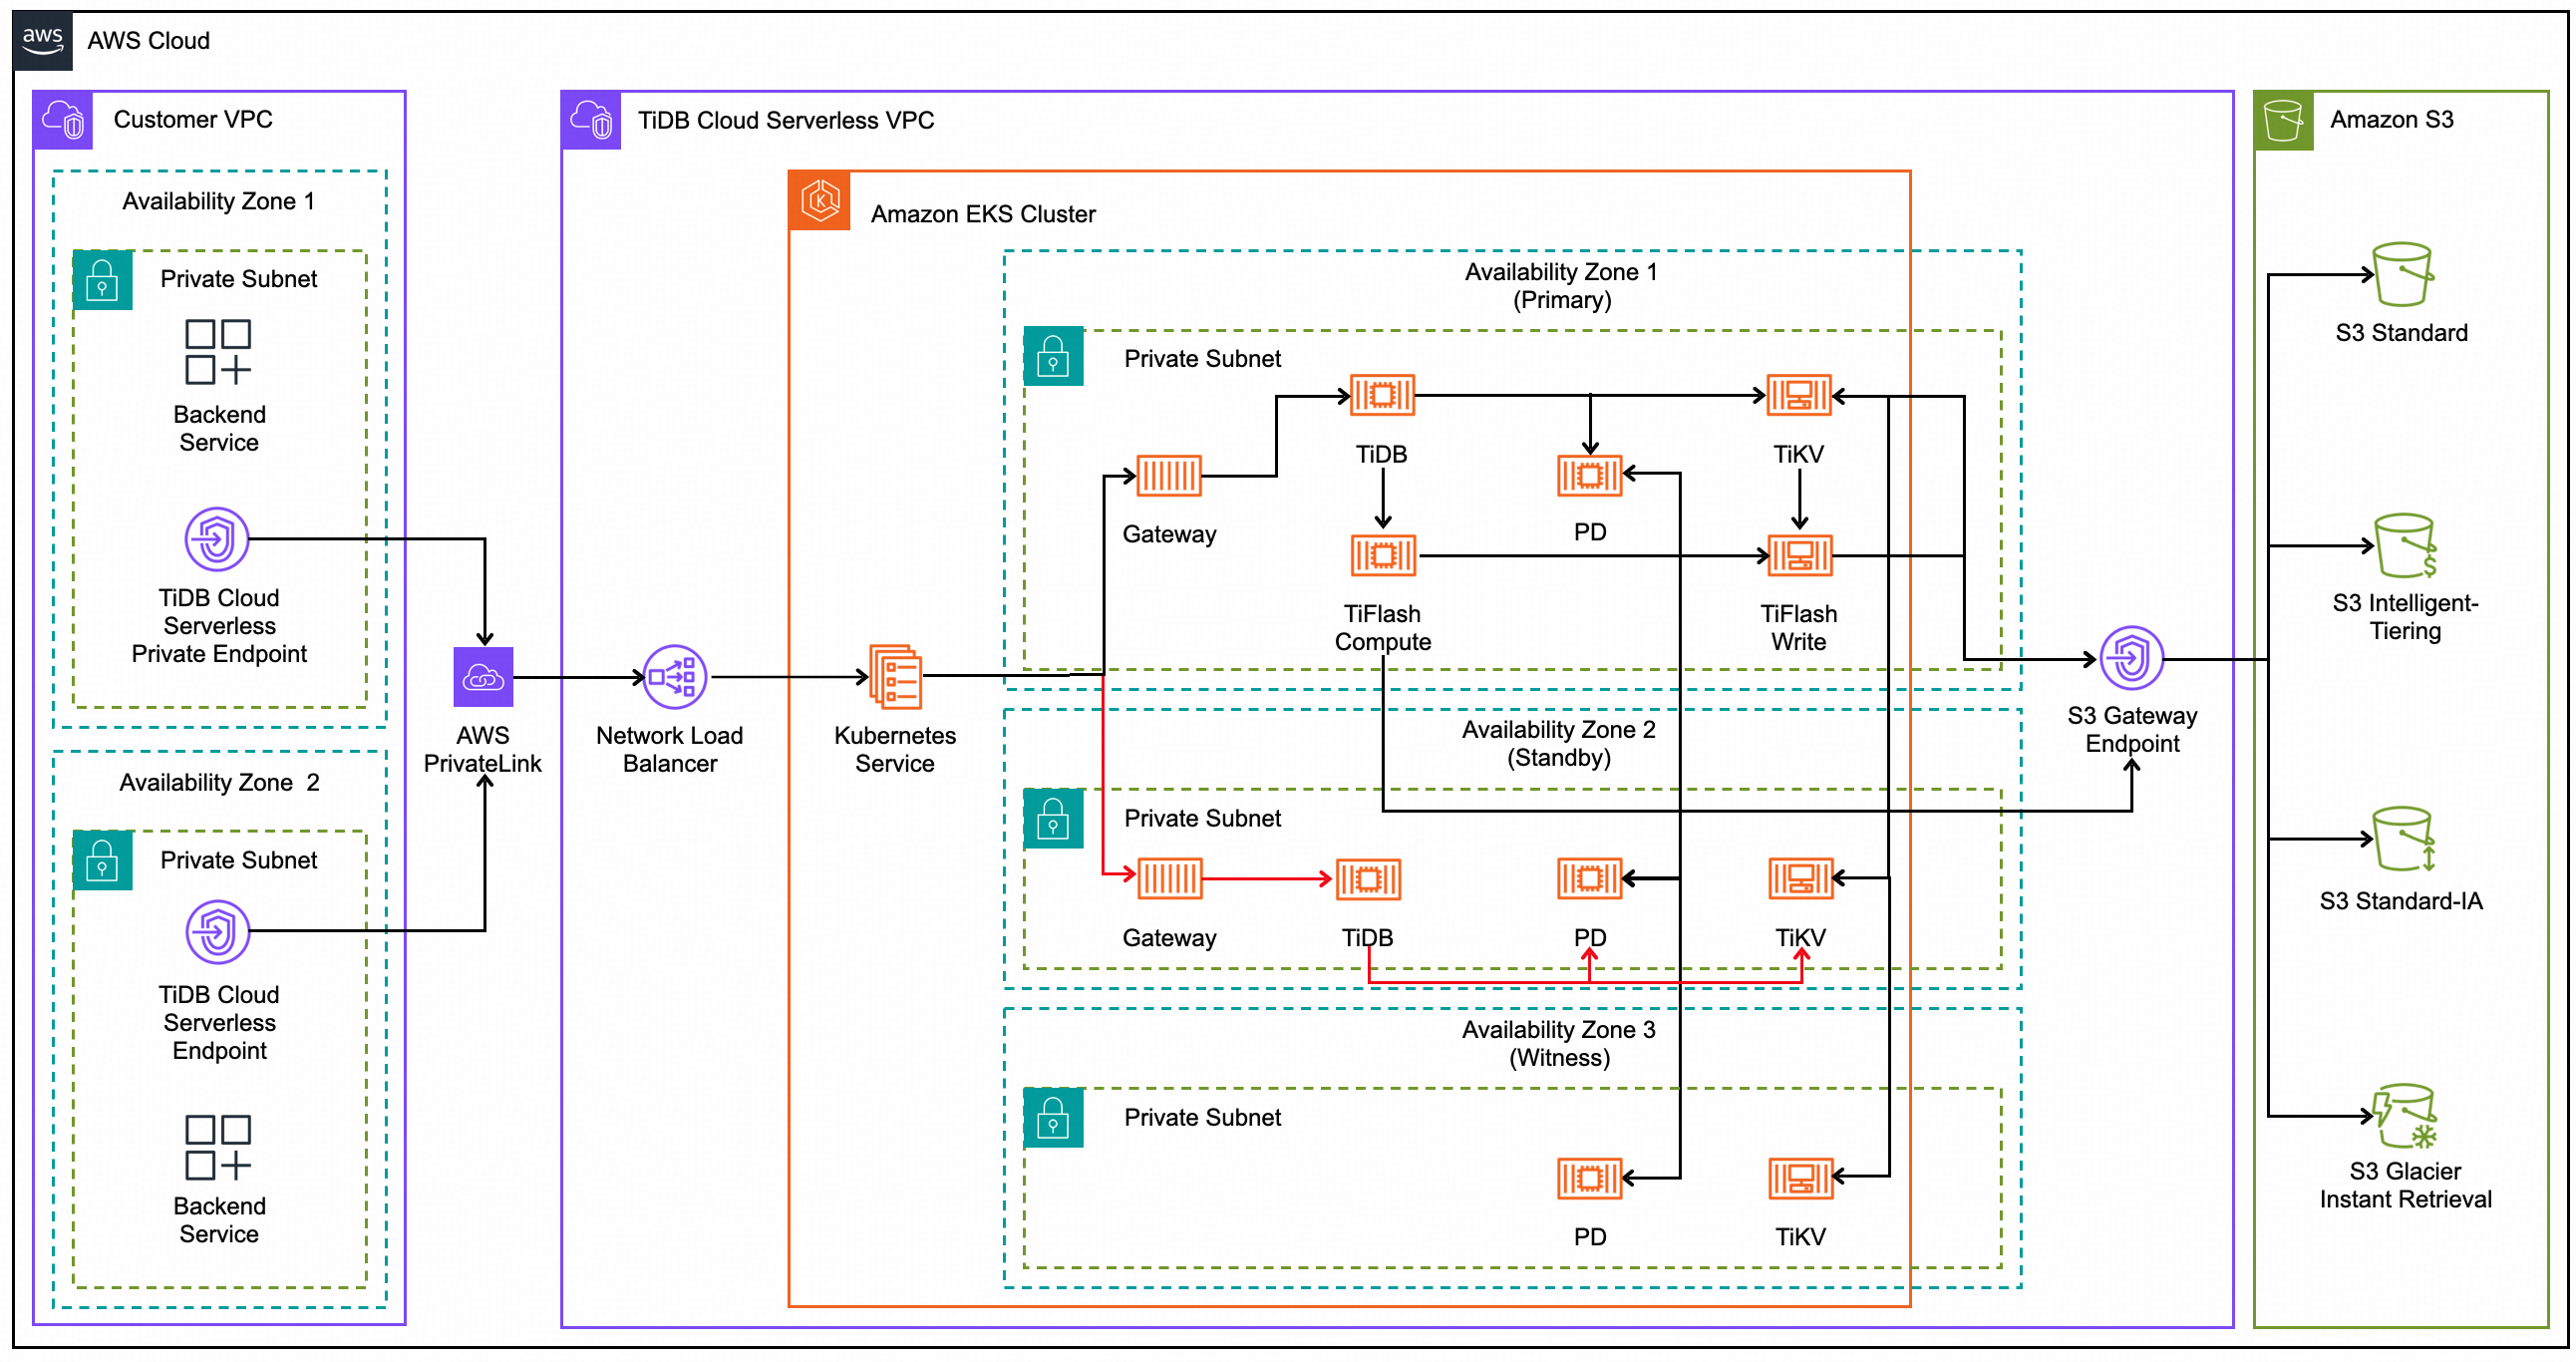 aws
AWS Cloud
Customer VPC
Availability Zone 1
Private Subnet
Backend
Service
TiDB Cloud
Serverless
Private Endpoint
Availability Zone 2
Private Subnet
TiDB Cloud
Serverless
Endpoint
Backend
Service
AWS
PrivateLink
TiDB Cloud Serverless VPC
Network Load
Balancer
Amazon EKS Cluster
Kubernetes
Service
Availability Zone 1
(Primary)
Private Subnet
Gateway
TiDB
TiKV
PD
TiFlash
Compute
TiFlash
Write
Availability Zone 2
(Standby)
Private Subnet
Gateway
TiDB
PD
TiKV
Availability Zone 3
(Witness)
Private Subnet
PD
TiKV
S3 Gateway
Endpoint
Amazon S3
S3 Standard
S3 Intelligent-
Tiering
S3 Standard-IA
S3 Glacier
Instant Retrieval